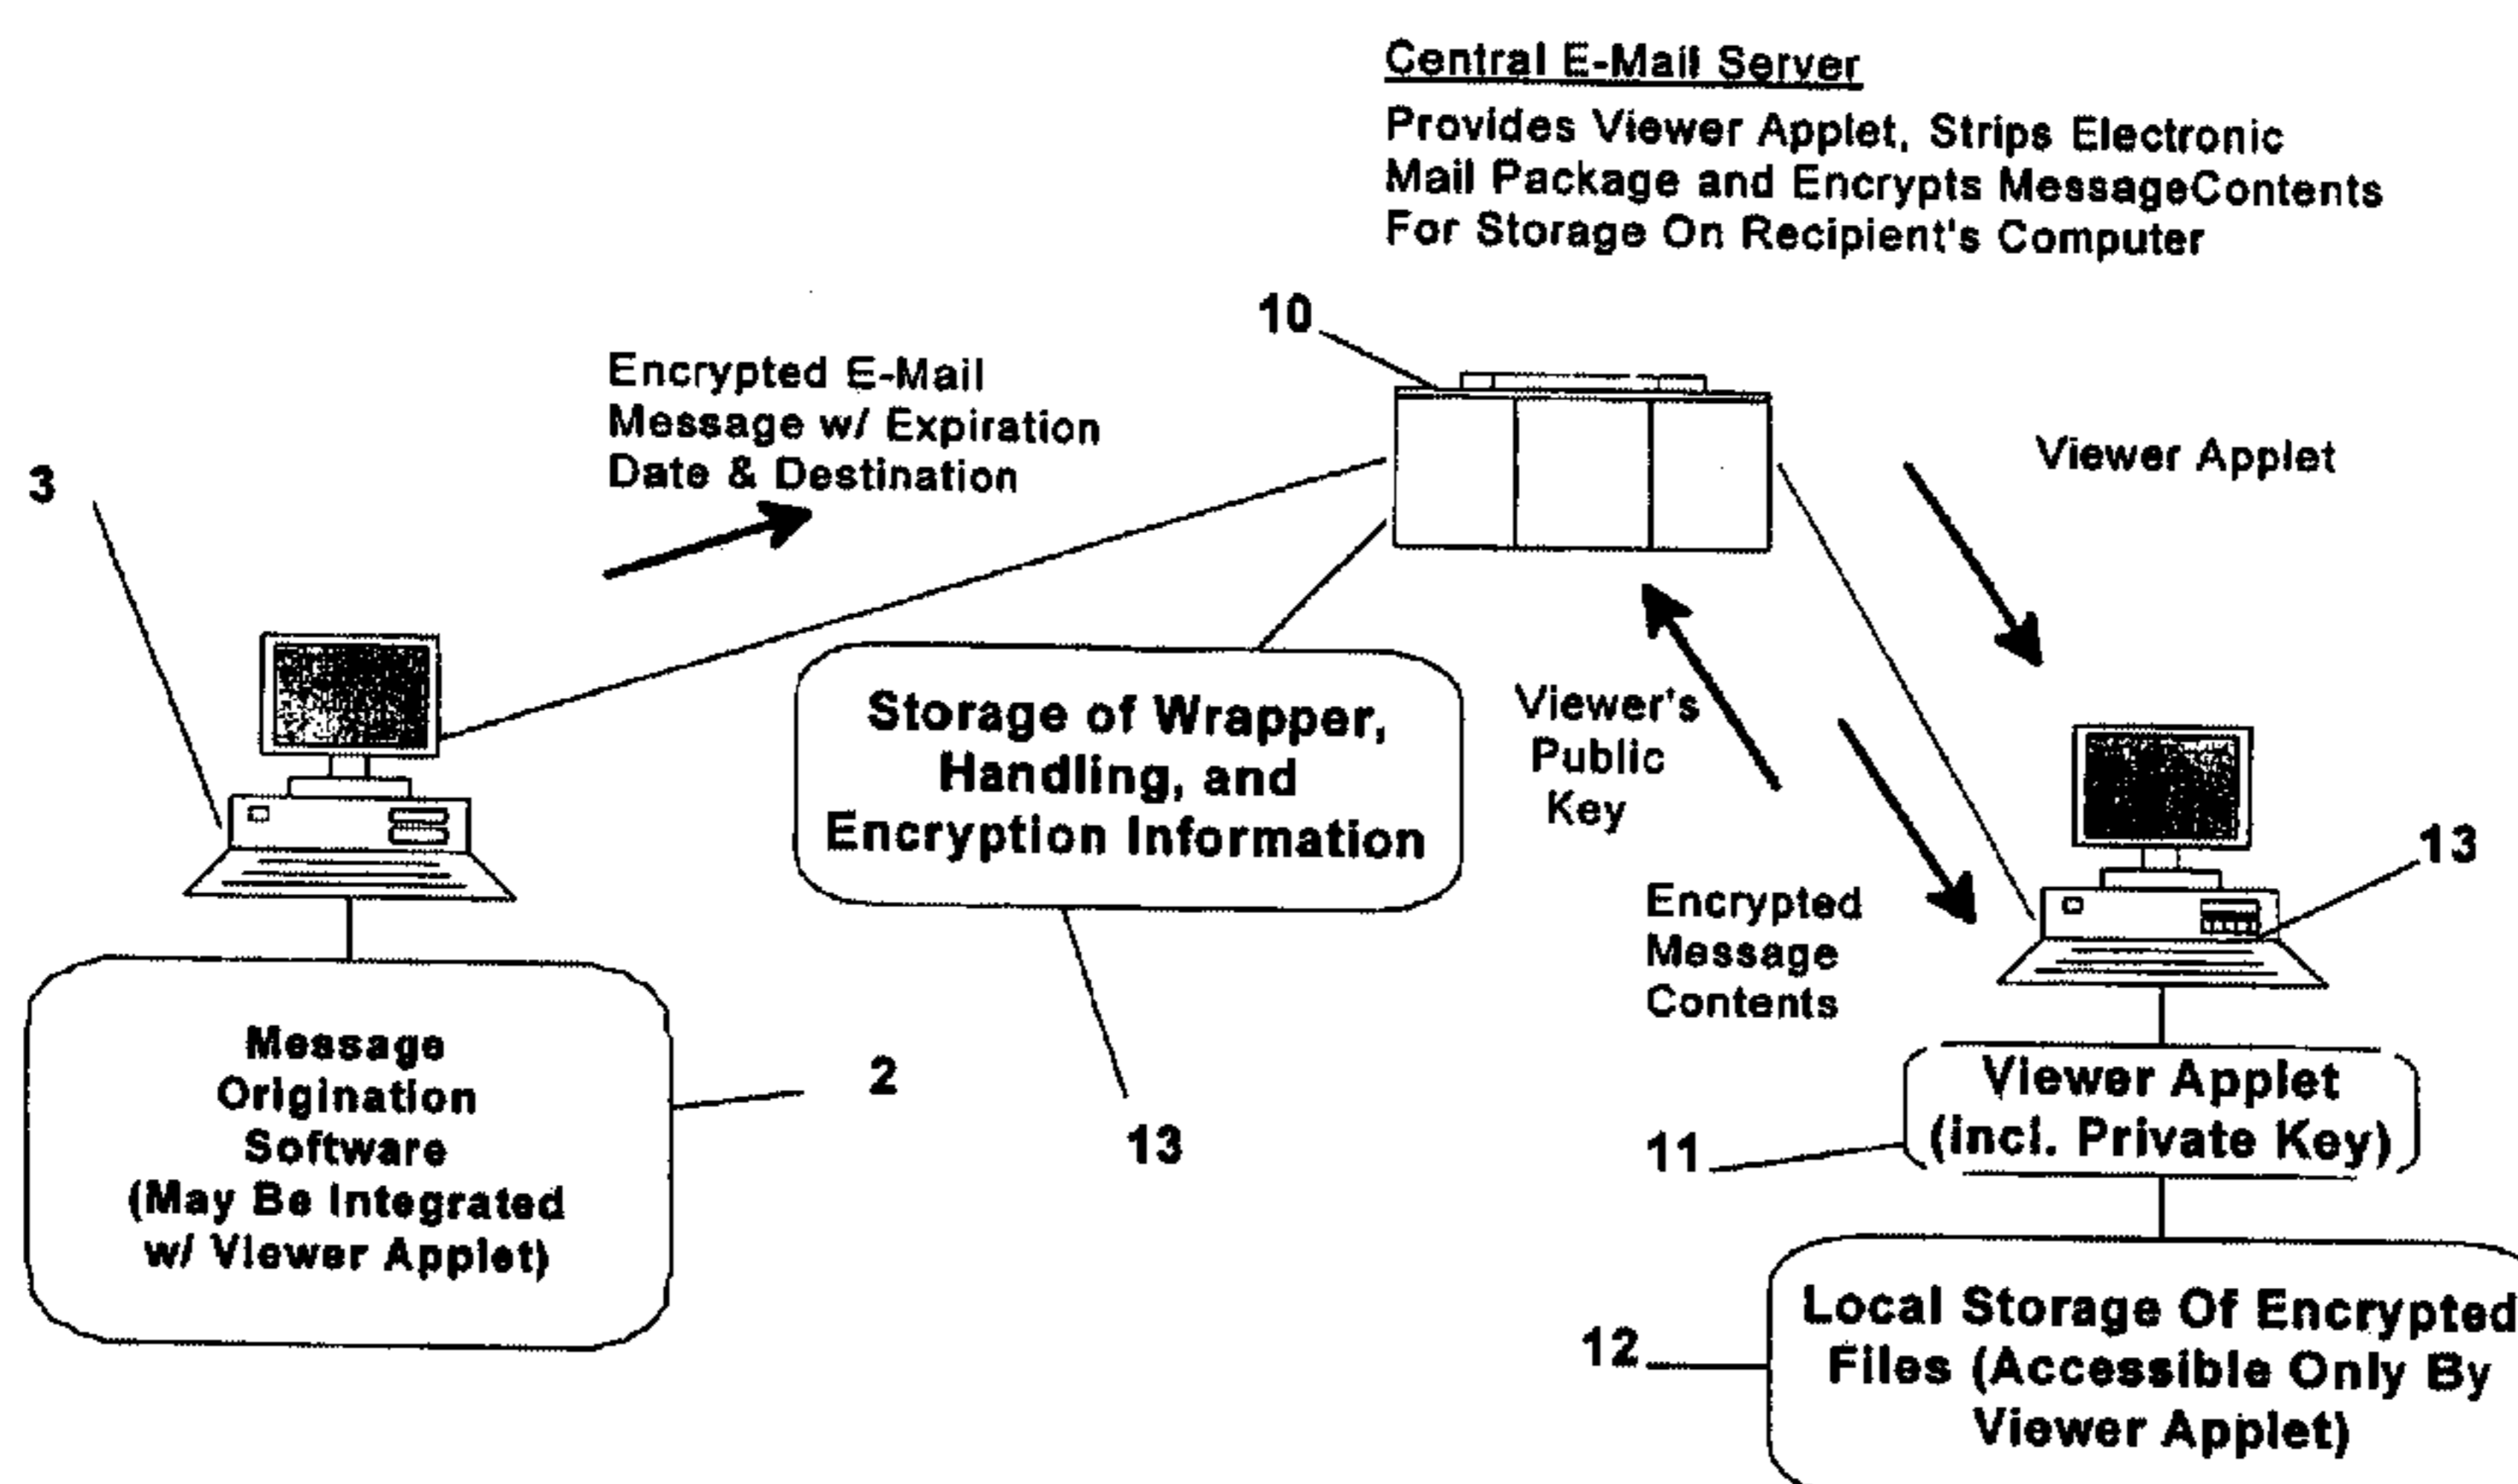 Central E-Mail Server
Provides Viewer Applet, Strips Electronic
Mail Package and Encrypts MessageContents
For Storage On Recipient's Computer
10
Encrypted E-Mail
Message w/ Expiration
Date & Destination
Viewer Applet
3
Storage of Wrapper,
Handling, and
Encryption Information
Viewer's
Public
Key
13
Encrypted
Message
Contents
Message
Origination
Software
(May Be Integrated
w/ Viewer Applet)
2
13
Viewer Applet
(incl. Private Key)
11
Local Storage Of Encrypted
Files (Accessible Only By
Viewer Applet)
12